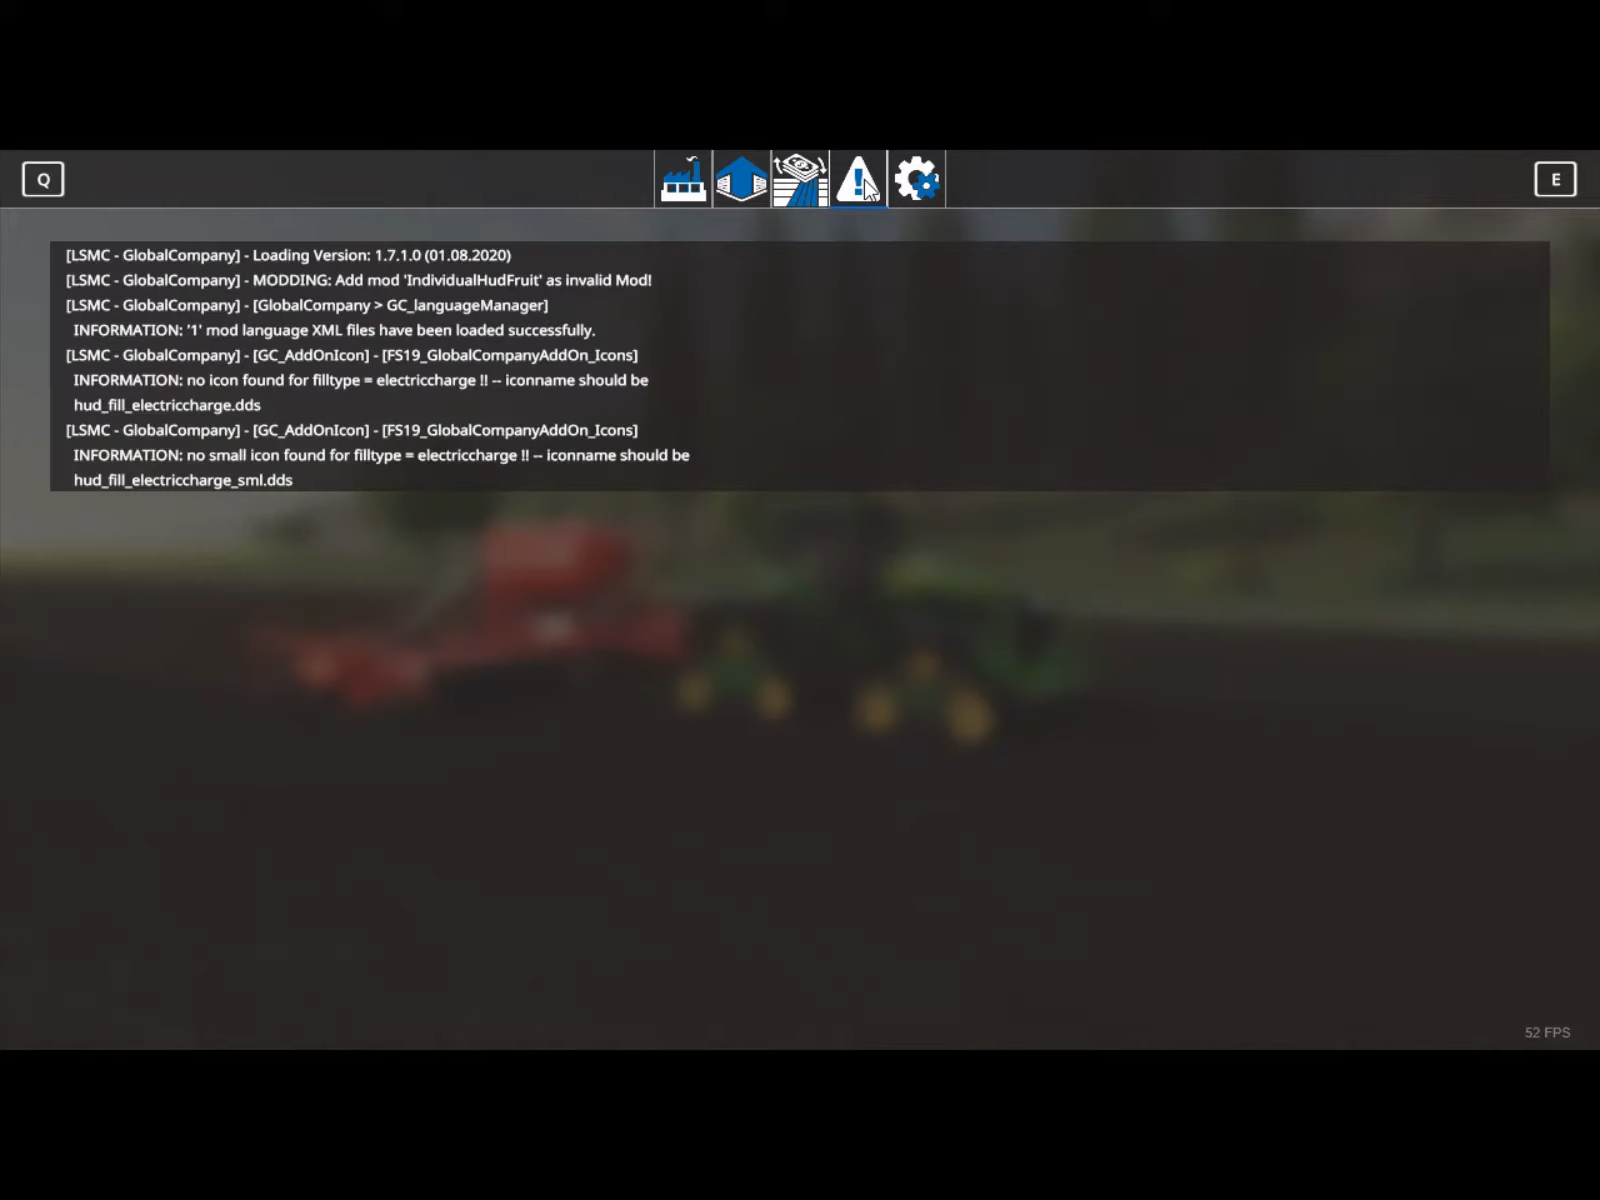 Q
E
[LSMC - GlobalCompany] - Loading Version: 1.7.1.0 (01.08.2020)
[LSMC - GlobalCompany] - MODDING: Add mod 'IndividualHudFruit' as invalid Mod!
[LSMC - GlobalCompany] - [GlobalCompany > GC_languageManager]
INFORMATION: '1' mod language XML files have been loaded successfully.
[LSMC - GlobalCompany] - [GC_AddOnIcon] - [FS19_GlobalCompanyAddOn_Icons]
INFORMATION: no icon found for filltype = electriccharge !! -- iconname should be
hud_fill_electriccharge.dds
[LSMC - GlobalCompany] - [GC_AddOnIcon] - [FS19_GlobalCompanyAddOn_Icons]
INFORMATION: no small icon found for filltype = electriccharge !! -- iconname should be
hud_fill_electriccharge_sml.dds
52 FPS